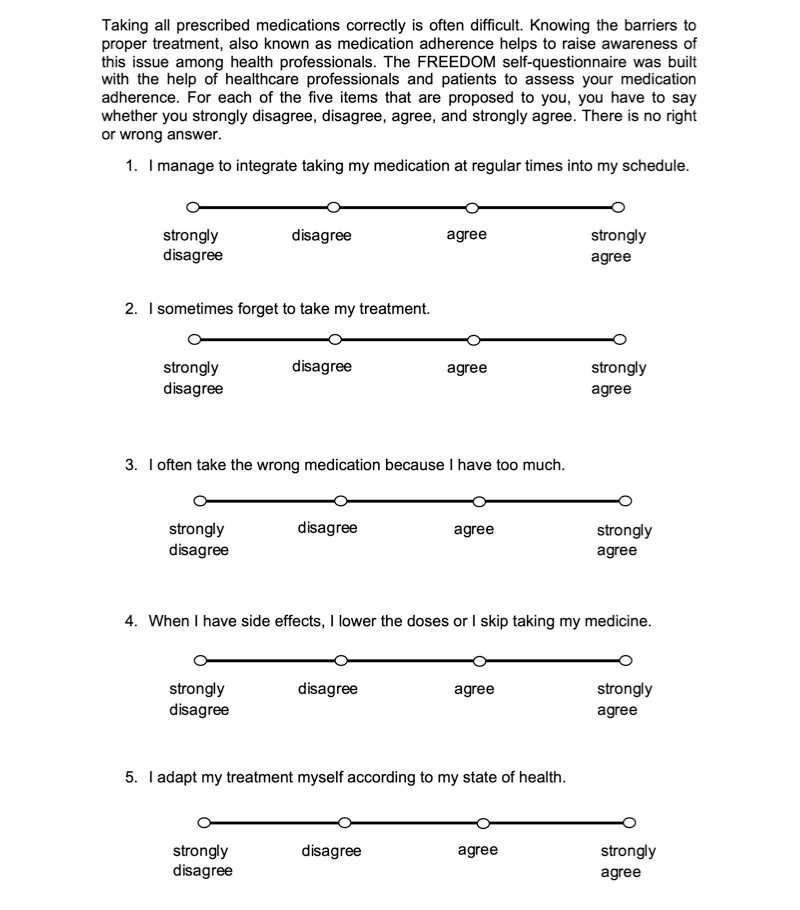 Taking all prescribed medications correctly is often difficult. Knowing the barriers to
proper treatment, also known as medication adherence helps to raise awareness of
this issue among health professionals. The FREEDOM self-questionnaire was built
with the help of healthcare professionals and patients to assess your medication
adherence. For each of the five items that are proposed to you, you have to say
whether you strongly disagree, disagree, agree, and strongly agree. There is no right
or wrong answer.
1. I manage to integrate taking my medication at regular times into my schedule.
strongly disagree agree strongly
disagree agree
2. I sometimes forget to take my treatment.
strongly disagree agree strongly
disagree agree
3. I often take the wrong medication because I have too much.
strongly disagree agree strongly
disagree agree
4. When I have side effects, I lower the doses or I skip taking my medicine.
strongly disagree agree strongly
disagree agree
5. I adapt my treatment myself according to my state of health.
strongly disagree agree strongly
disagree agree